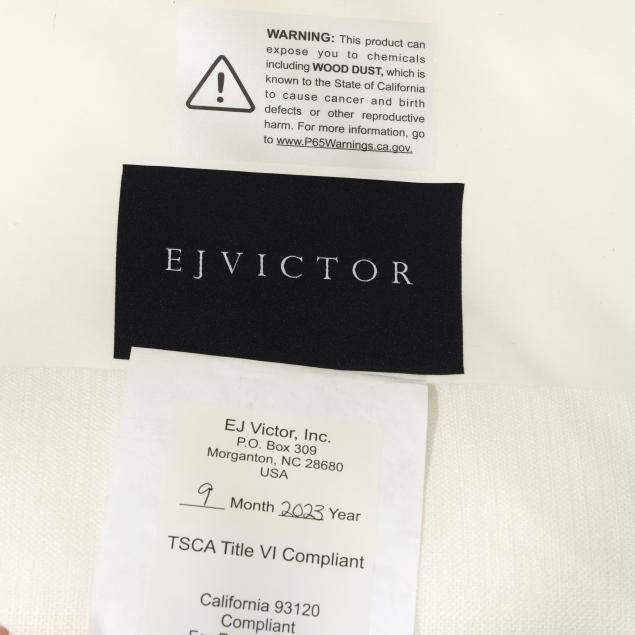 WARNING: This product can
expose you to chemicals
including WOOD DUST, which is
known to the State of California
to cause cancer and birth
defects or other reproductive
harm. For more information, go
to www.P65Warnings.ca.gov.
EJVICTOR
EJ Victor, Inc.
P.O. Box 309
Morganton, NC 28680
USA
9 Month 2023 Year
TSCA Title VI Compliant
California 93120
Compliant